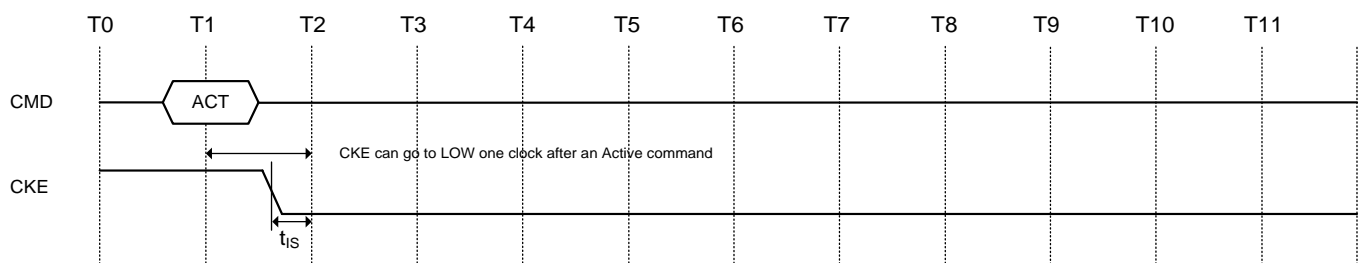 T0 T1 T2 T3 T4 T5 T6 T7 T8 T9 T10 T11
CMD ACT
CKE can go to LOW one clock after an Active command
CKE
tIS